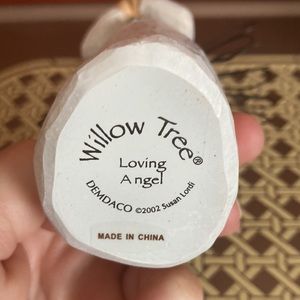 Willow Tree®
Loving
Angel
DEMDACO ©2002 Susan Lordi
MADE IN CHINA